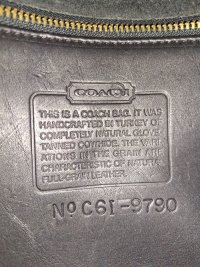 COACH
THIS IS A COACH BAG. IT WAS
HANDCRAFTED IN TURKEY OF
COMPLETELY NATURAL GLOVE
TANNED COWHIDE. THE VARI-
ATIONS IN THE GRAIN ARE
CHARACTERISTIC OF NATURAL
FULL-GRAIN LEATHER.
No C6I-9790